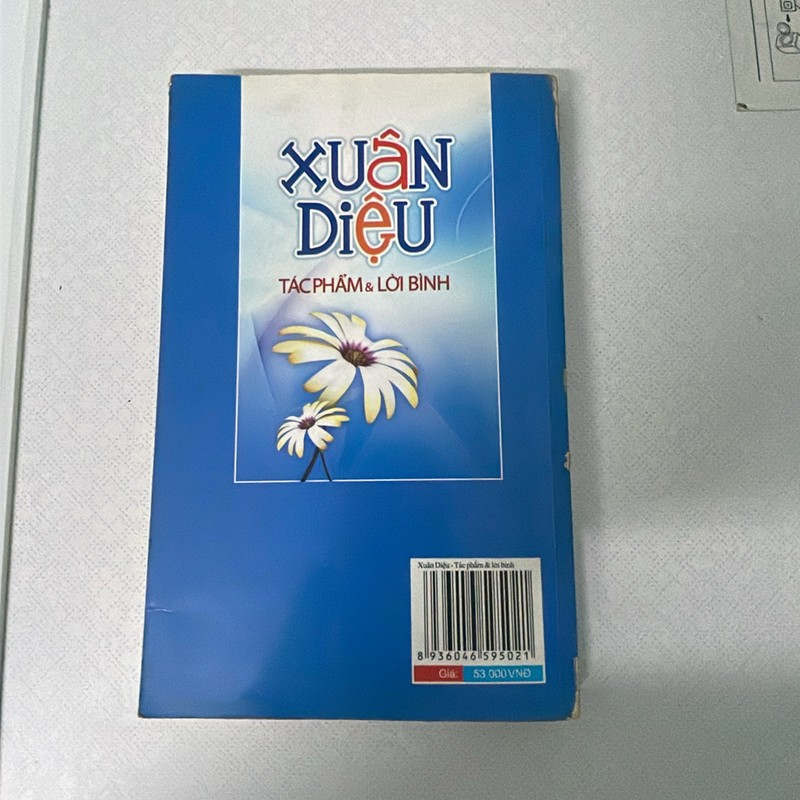 XUÂN
DiỆU
TÁC PHẨM & LỜI BÌNH
Xuân Diệu - Tác phẩm & lời bình
8 936046 595021
Giá: 53 000 VNĐ